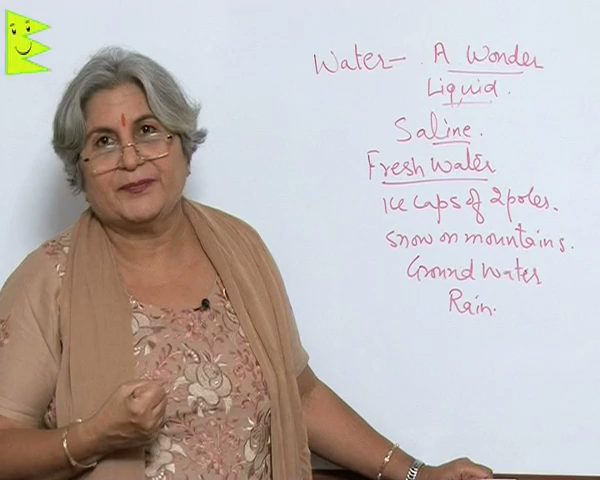 Water- A Wonder
Liquid.
Saline.
Fresh Water
Ice caps of 2 poles.
Snow on mountains.
Ground Water
Rain.